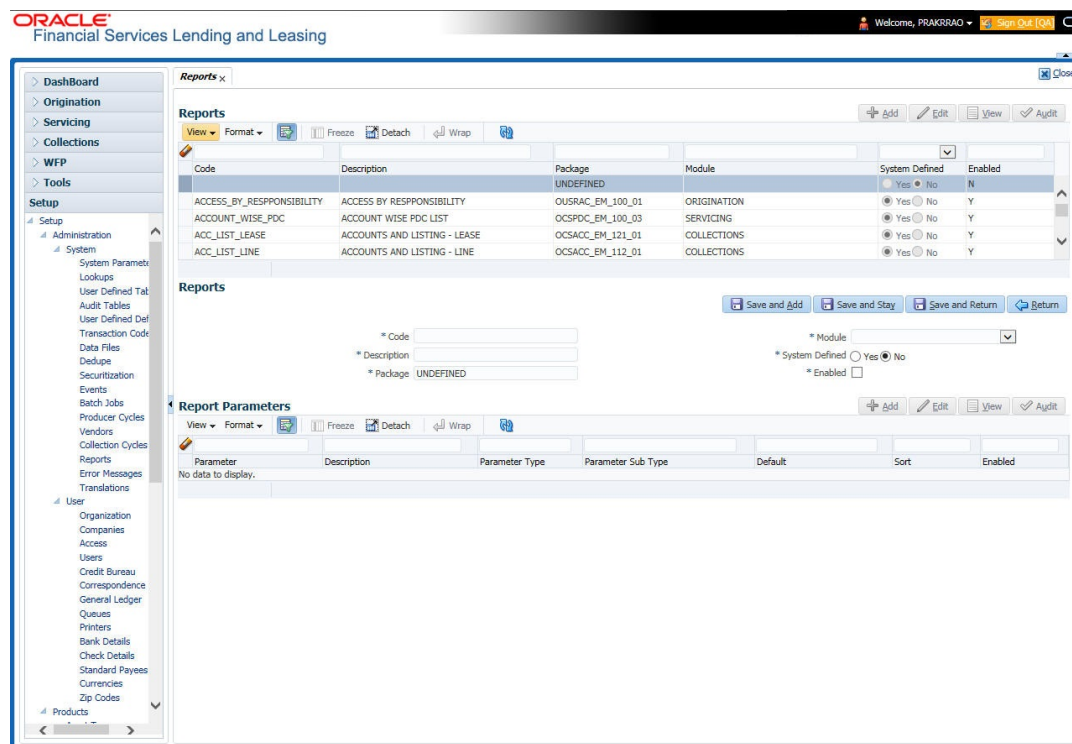 ORACLE
Financial Services Lending and Leasing
Welcome, PRAKRRAO
Sign Out [QA]
DashBoard
Origination
Servicing
Collections
WFP
Tools
Setup
Setup
Administration
System
System Paramete
Lookups
User Defined Tab
Audit Tables
User Defined Def
Transaction Code
Data Files
Dedupe
Securitization
Events
Batch Jobs
Producer Cycles
Vendors
Collection Cycles
Reports
Error Messages
Translations
User
Organization
Companies
Access
Users
Credit Bureau
Correspondence
General Ledger
Queues
Printers
Bank Details
Check Details
Standard Payees
Currencies
Zip Codes
Products
Reports
Close
Reports
Add Edit View Audit
View Format Freeze Detach Wrap
Code Description Package Module System Defined Enabled
UNDEFINED Yes No N
ACCESS_BY_RESPPONSIBILITY ACCESS BY RESPPONSIBILITY OUSRAC_EM_100_01 ORIGINATION Yes No Y
ACCOUNT_WISE_PDC ACCOUNT WISE PDC LIST OCSPDC_EM_100_03 SERVICING Yes No Y
ACC_LIST_LEASE ACCOUNTS AND LISTING - LEASE OCSACC_EM_121_01 COLLECTIONS Yes No Y
ACC_LIST_LINE ACCOUNTS AND LISTING - LINE OCSACC_EM_112_01 COLLECTIONS Yes No Y
Reports
Save and Add Save and Stay Save and Return Return
* Code
* Description
* Package UNDEFINED
* Module
* System Defined Yes No
* Enabled
Report Parameters
Add Edit View Audit
View Format Freeze Detach Wrap
Parameter Description Parameter Type Parameter Sub Type Default Sort Enabled
No data to display.